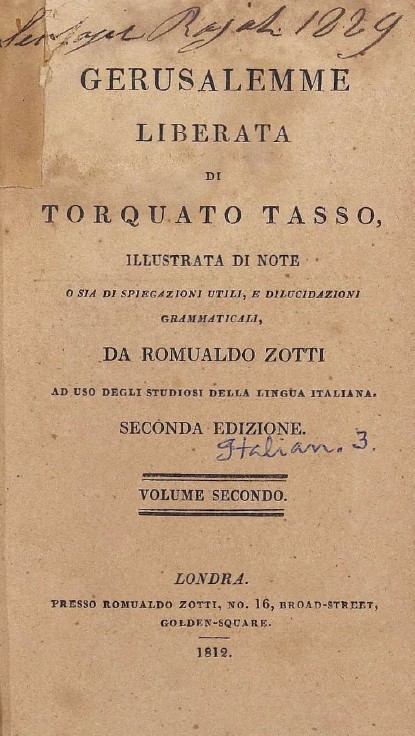 Serfojee Rajah 1829
GERUSALEMME
LIBERATA
DI
TORQUATO TASSO,
ILLUSTRATA DI NOTE
O SIA DI SPIEGAZIONI UTILI, E DILUCIDAZIONI
GRAMMATICALI,
DA ROMUALDO ZOTTI
AD USO DEGLI STUDIOSI DELLA LINGUA ITALIANA.
SECONDA EDIZIONE.
Italian. 3.
VOLUME SECONDO.
LONDRA.
PRESSO ROMUALDO ZOTTI, NO. 16, BROAD-STREET,
GOLDEN-SQUARE.
1812.